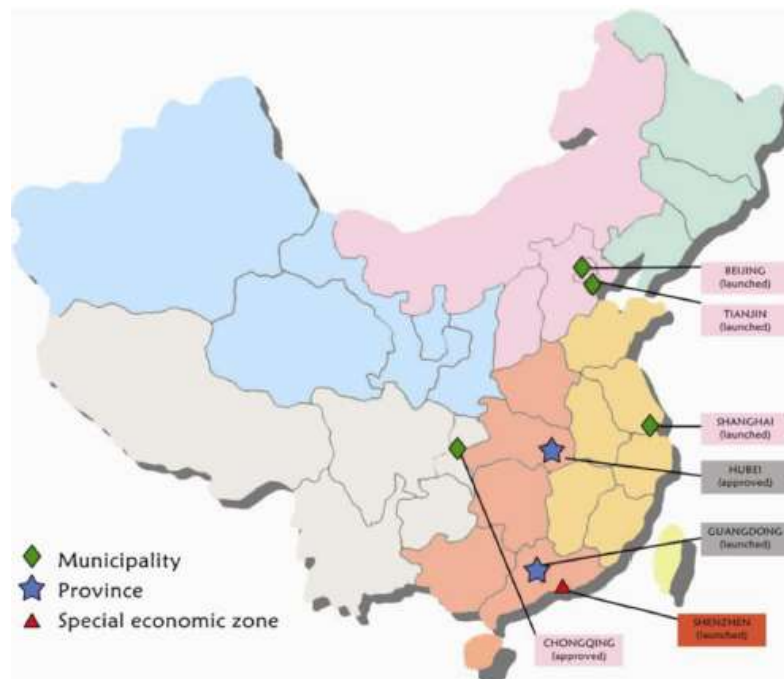 BEIJING
(launched)
TIANJIN
(launched)
SHANGHAI
(launched)
HUBEI
(approved)
GUANGDONG
(launched)
Municipality
Province
Special economic zone
SHENZHEN
(launched)
CHONGQING
(approved)